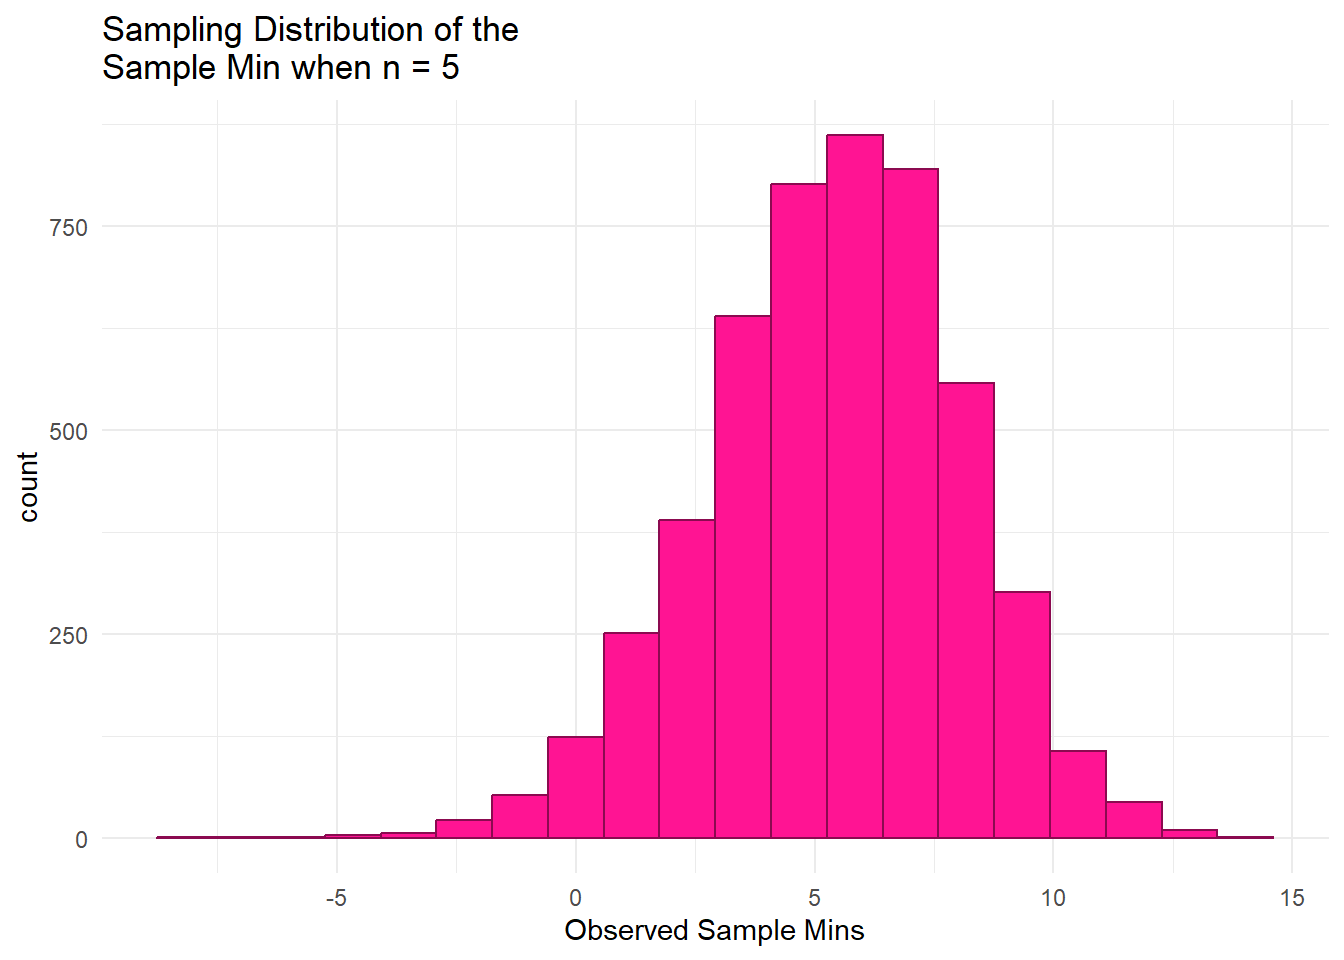 Sampling Distribution of the
Sample Min when n = 5
count
750
500
250
0
-5
0
5
10
15
Observed Sample Mins